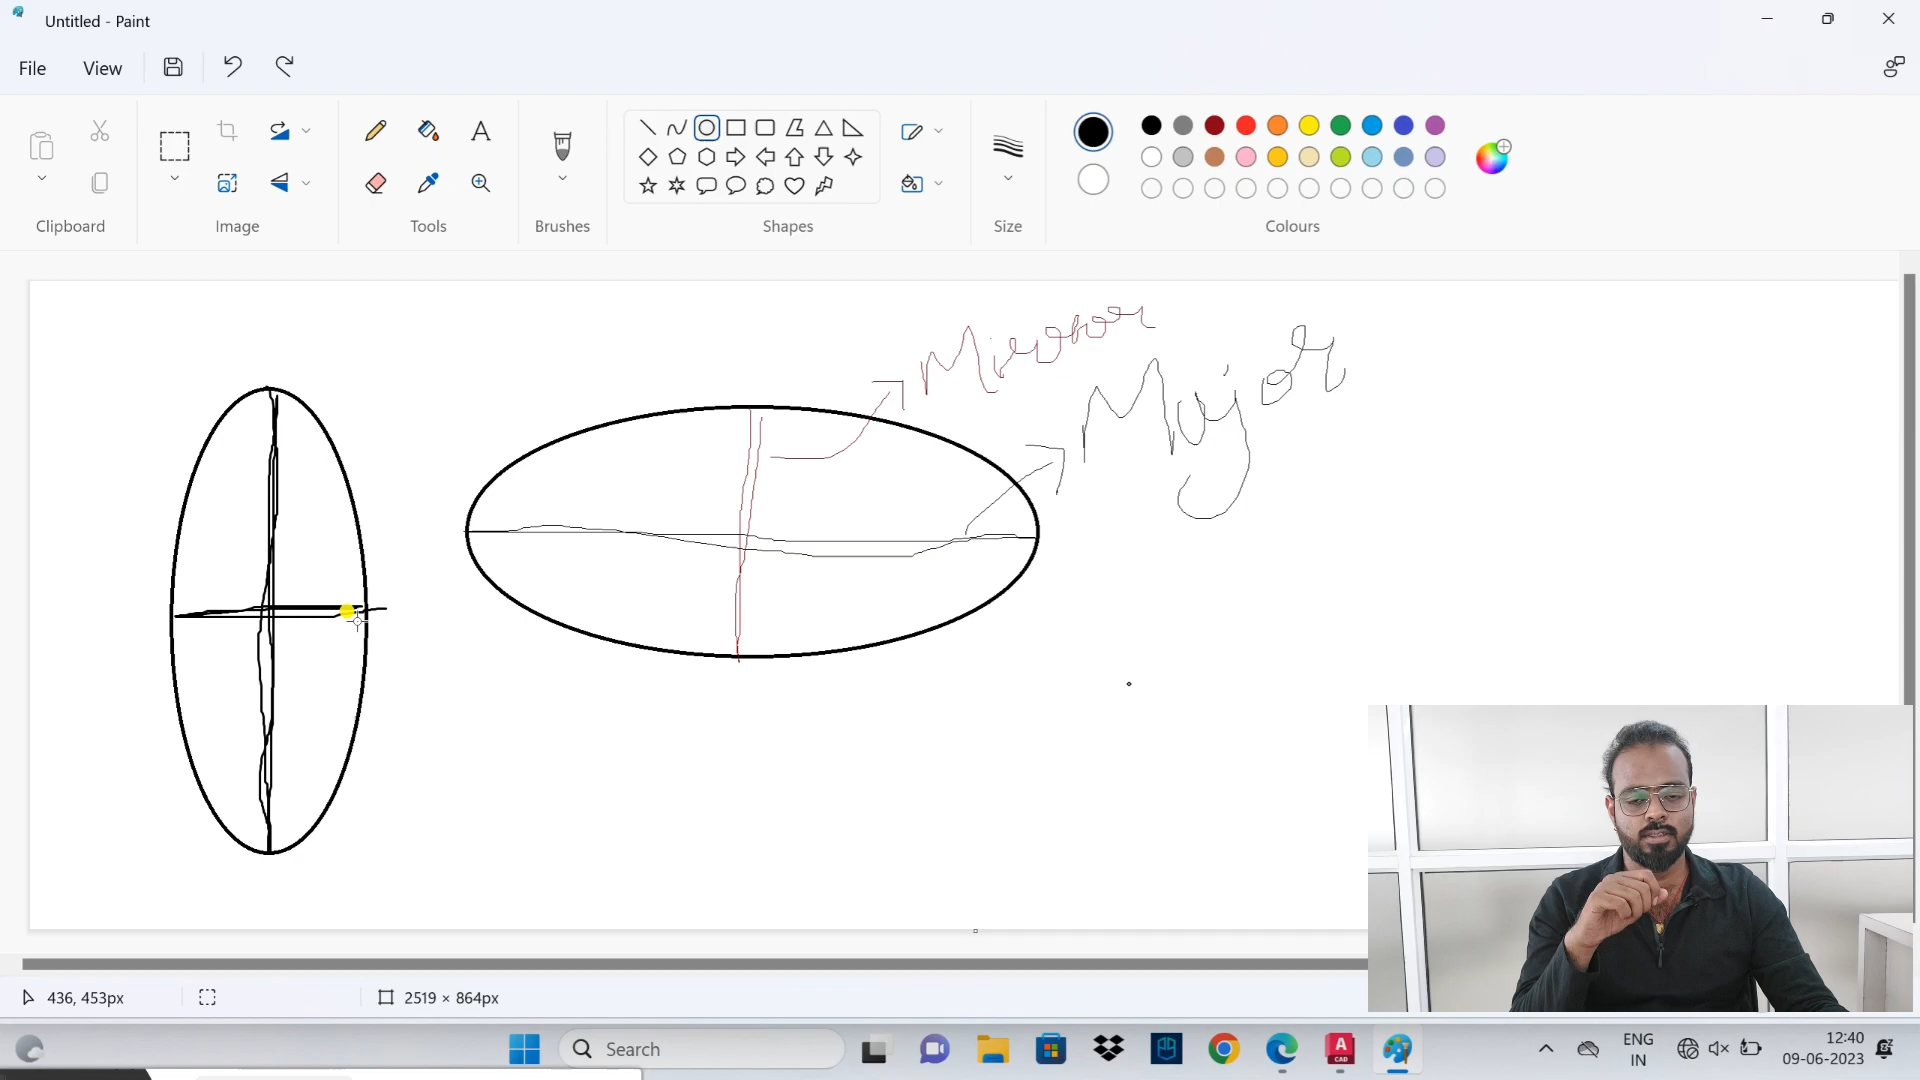 Untitled - Paint
File View
Clipboard
Image
Tools
Brushes
Shapes
Size
Colours
Major
436, 453px
2519 × 864px
Search
ENG
IN
12:40
09-06-2023
A
CAD